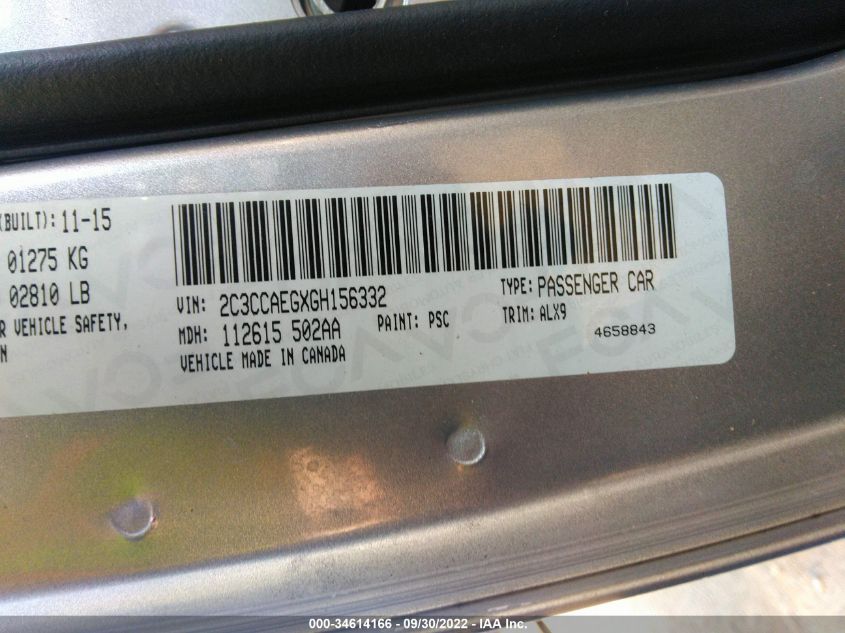 (BUILT): 11-15
01275 KG
02810 LB
R VEHICLE SAFETY,
N
VIN: 2C3CCAEGXGH156332
TYPE: PASSENGER CAR
MDH: 112615 502AA
PAINT: PSC
TRIM: ALX9
VEHICLE MADE IN CANADA
4658843
000-34614166 - 09/30/2022 - IAA Inc.